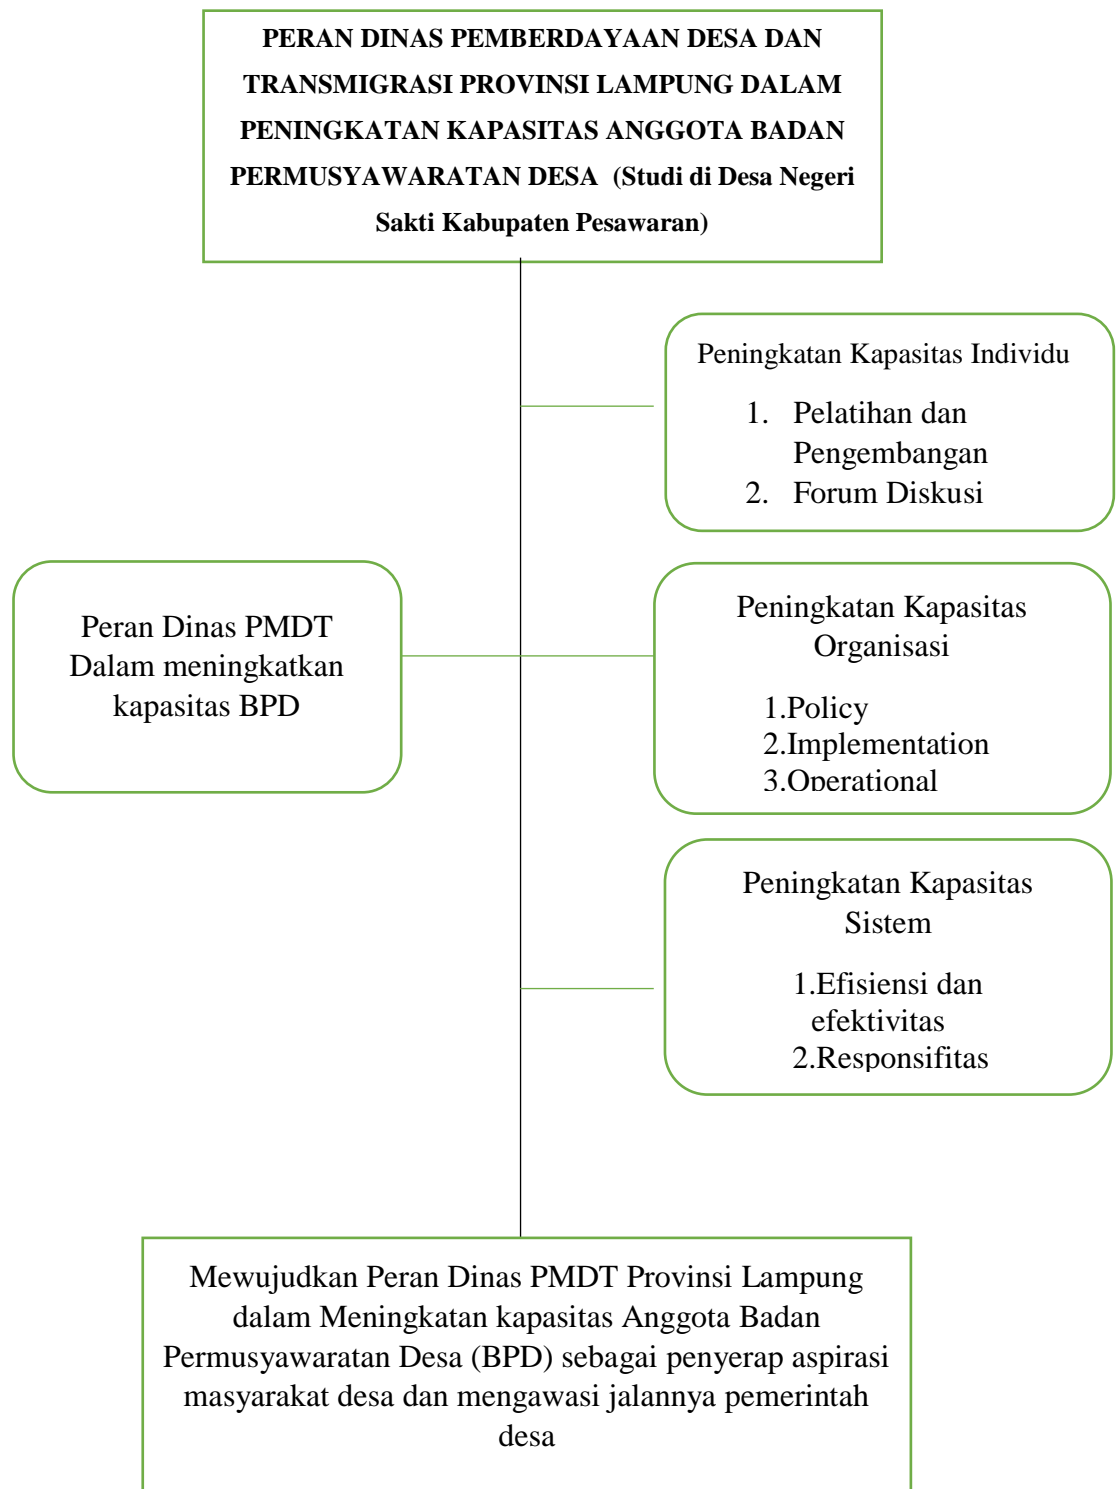 PERAN DINAS PEMBERDAYAAN DESA DAN
TRANSMIGRASI PROVINSI LAMPUNG DALAM
PENINGKATAN KAPASITAS ANGGOTA BADAN
PERMUSYAWARATAN DESA (Studi di Desa Negeri
Sakti Kabupaten Pesawaran)
Peningkatan Kapasitas Individu
1. Pelatihan dan
Pengembangan
2. Forum Diskusi
Peran Dinas PMDT
Dalam meningkatkan
kapasitas BPD
Peningkatan Kapasitas
Organisasi
1.Policy
2.Implementation
3.Operational
Peningkatan Kapasitas
Sistem
1.Efisiensi dan
efektivitas
2.Responsifitas
Mewujudkan Peran Dinas PMDT Provinsi Lampung
dalam Meningkatan kapasitas Anggota Badan
Permusyawaratan Desa (BPD) sebagai penyerap aspirasi
masyarakat desa dan mengawasi jalannya pemerintah
desa